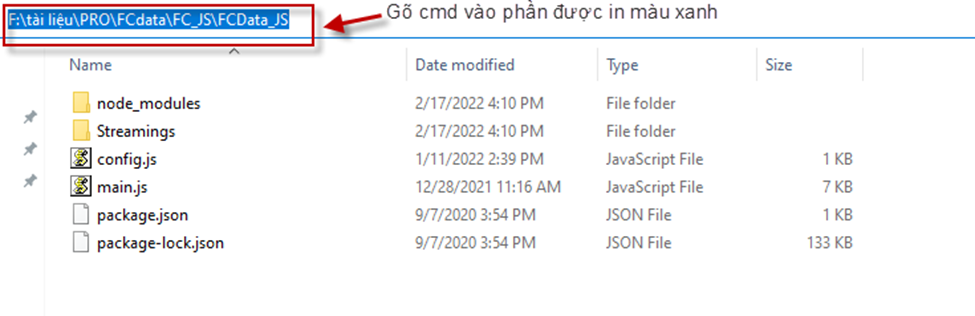 F:\tài liệu\PRO\FCdata\FC_JS\FCData_JS Gõ cmd vào phần được in màu xanh
Name Date modified Type Size
node_modules 2/17/2022 4:10 PM File folder
Streamings 2/17/2022 4:10 PM File folder
config.js 1/11/2022 2:39 PM JavaScript File 1 KB
main.js 12/28/2021 11:16 AM JavaScript File 7 KB
package.json 9/7/2020 3:54 PM JSON File 1 KB
package-lock.json 9/7/2020 3:54 PM JSON File 133 KB